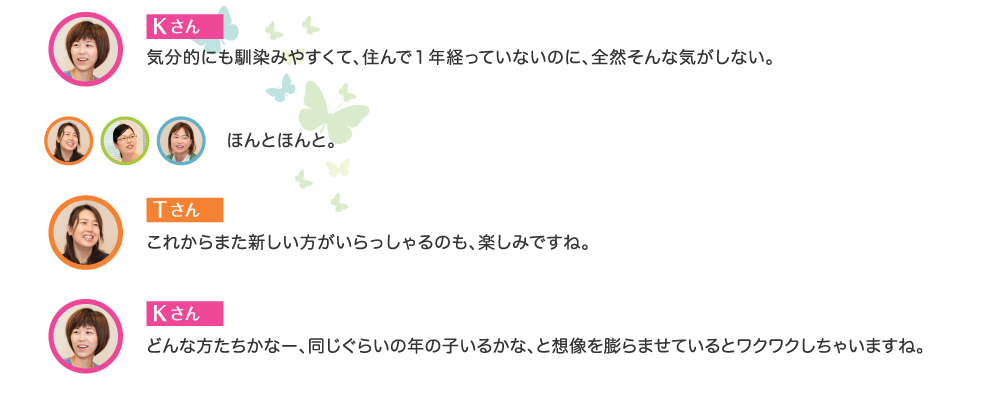 Kさん
気分的にも馴染みやすくて、住んで１年経っていないのに、全然そんな気がしない。
ほんとほんと。
Tさん
これからまた新しい方がいらっしゃるのも、楽しみですね。
Kさん
どんな方たちかなー、同じぐらいの年の子いるかな、と想像を膨らませているとワクワクしちゃいますね。